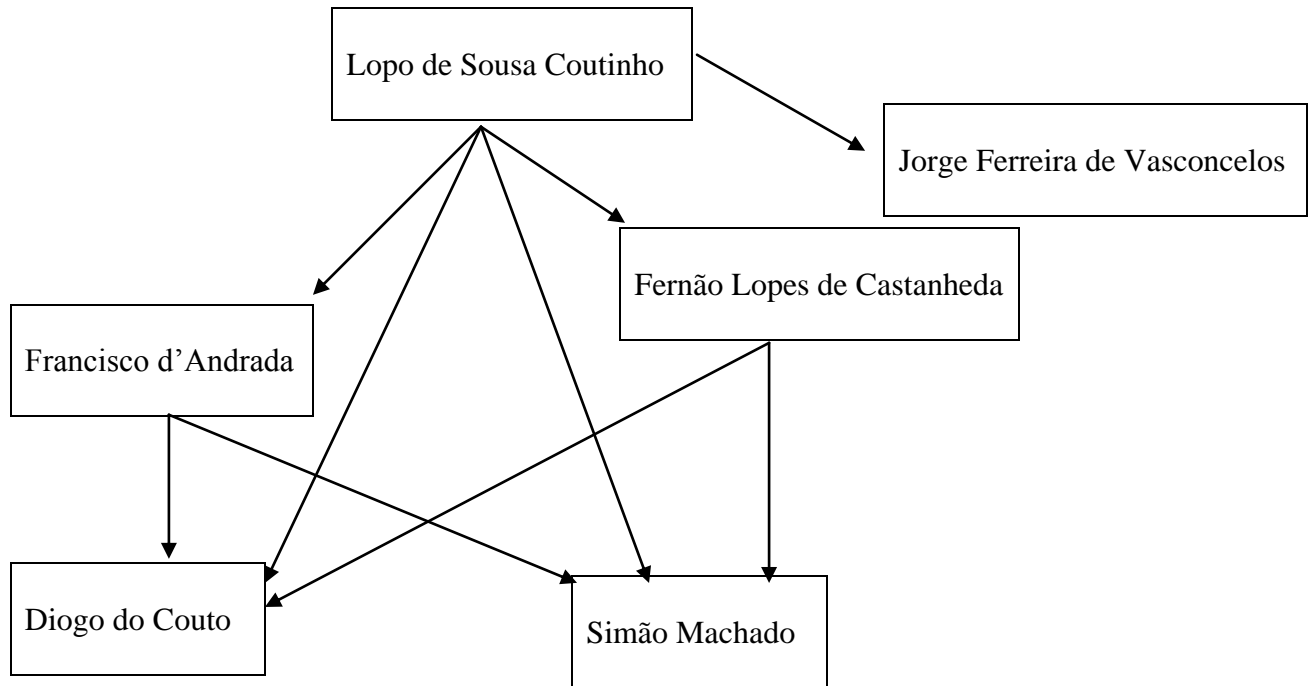 Lopo de Sousa Coutinho
Jorge Ferreira de Vasconcelos
Fernão Lopes de Castanheda
Francisco d’Andrada
Diogo do Couto
Simão Machado